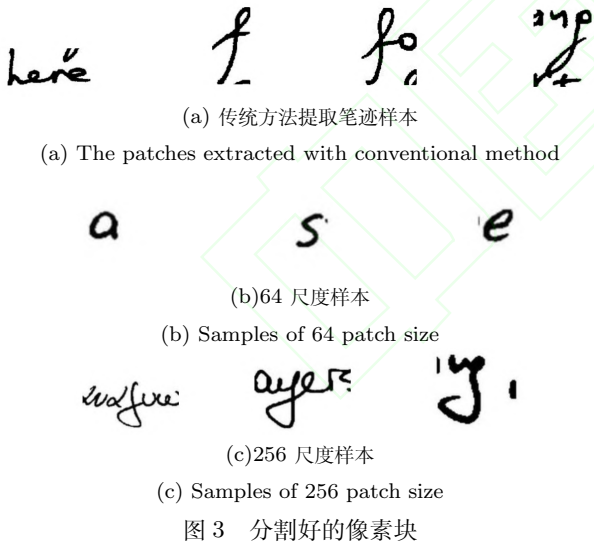 here f fo
(a) 传统方法提取笔迹样本
(a) The patches extracted with conventional method
a s e
(b)64 尺度样本
(b) Samples of 64 patch size
ayer ing
(c)256 尺度样本
(c) Samples of 256 patch size
图 3 分割好的像素块